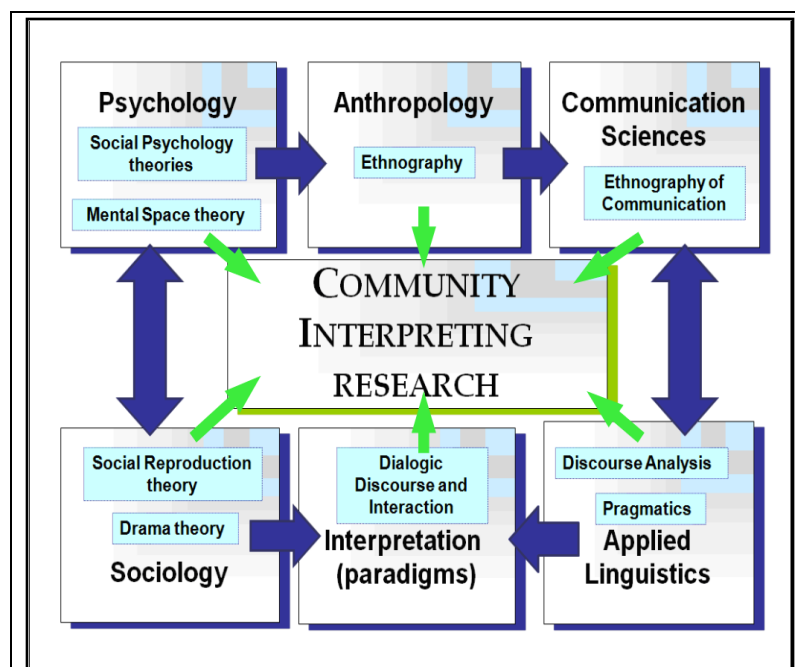 Psychology
Social Psychology
theories
Mental Space theory
Anthropology
Ethnography
Communication
Sciences
Ethnography of
Communication
COMMUNITY
INTERPRETING
RESEARCH
Social Reproduction
theory
Drama theory
Sociology
Dialogic
Discourse and
Interaction
Interpretation
(paradigms)
Discourse Analysis
Pragmatics
Applied
Linguistics